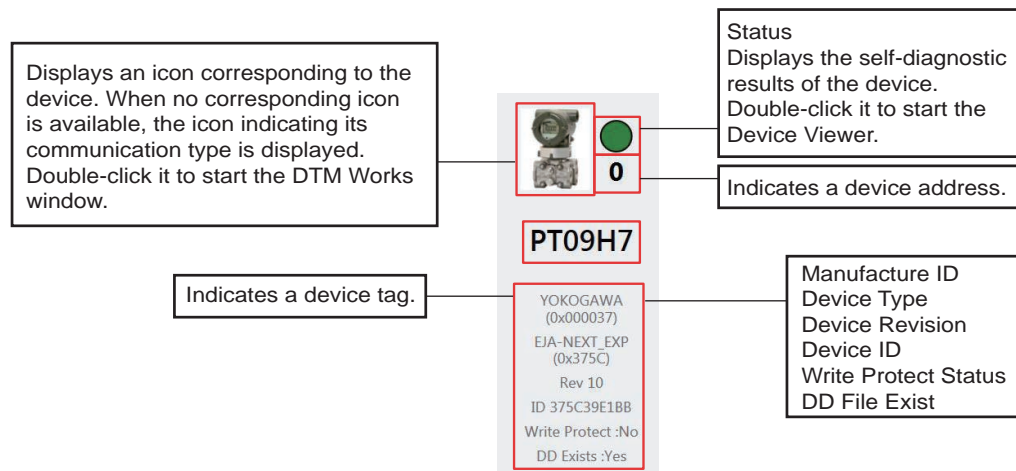 Displays an icon corresponding to the
device. When no corresponding icon
is available, the icon indicating its
communication type is displayed.
Double-click it to start the DTM Works
window.
Status
Displays the self-diagnostic
results of the device.
Double-click it to start the
Device Viewer.
0
Indicates a device address.
PT09H7
Indicates a device tag.
YOKOGAWA
(0x000037)
EJA-NEXT_EXP
(0x375C)
Rev 10
ID 375C39E1BB
Write Protect :No
DD Exists :Yes
Manufacture ID
Device Type
Device Revision
Device ID
Write Protect Status
DD File Exist